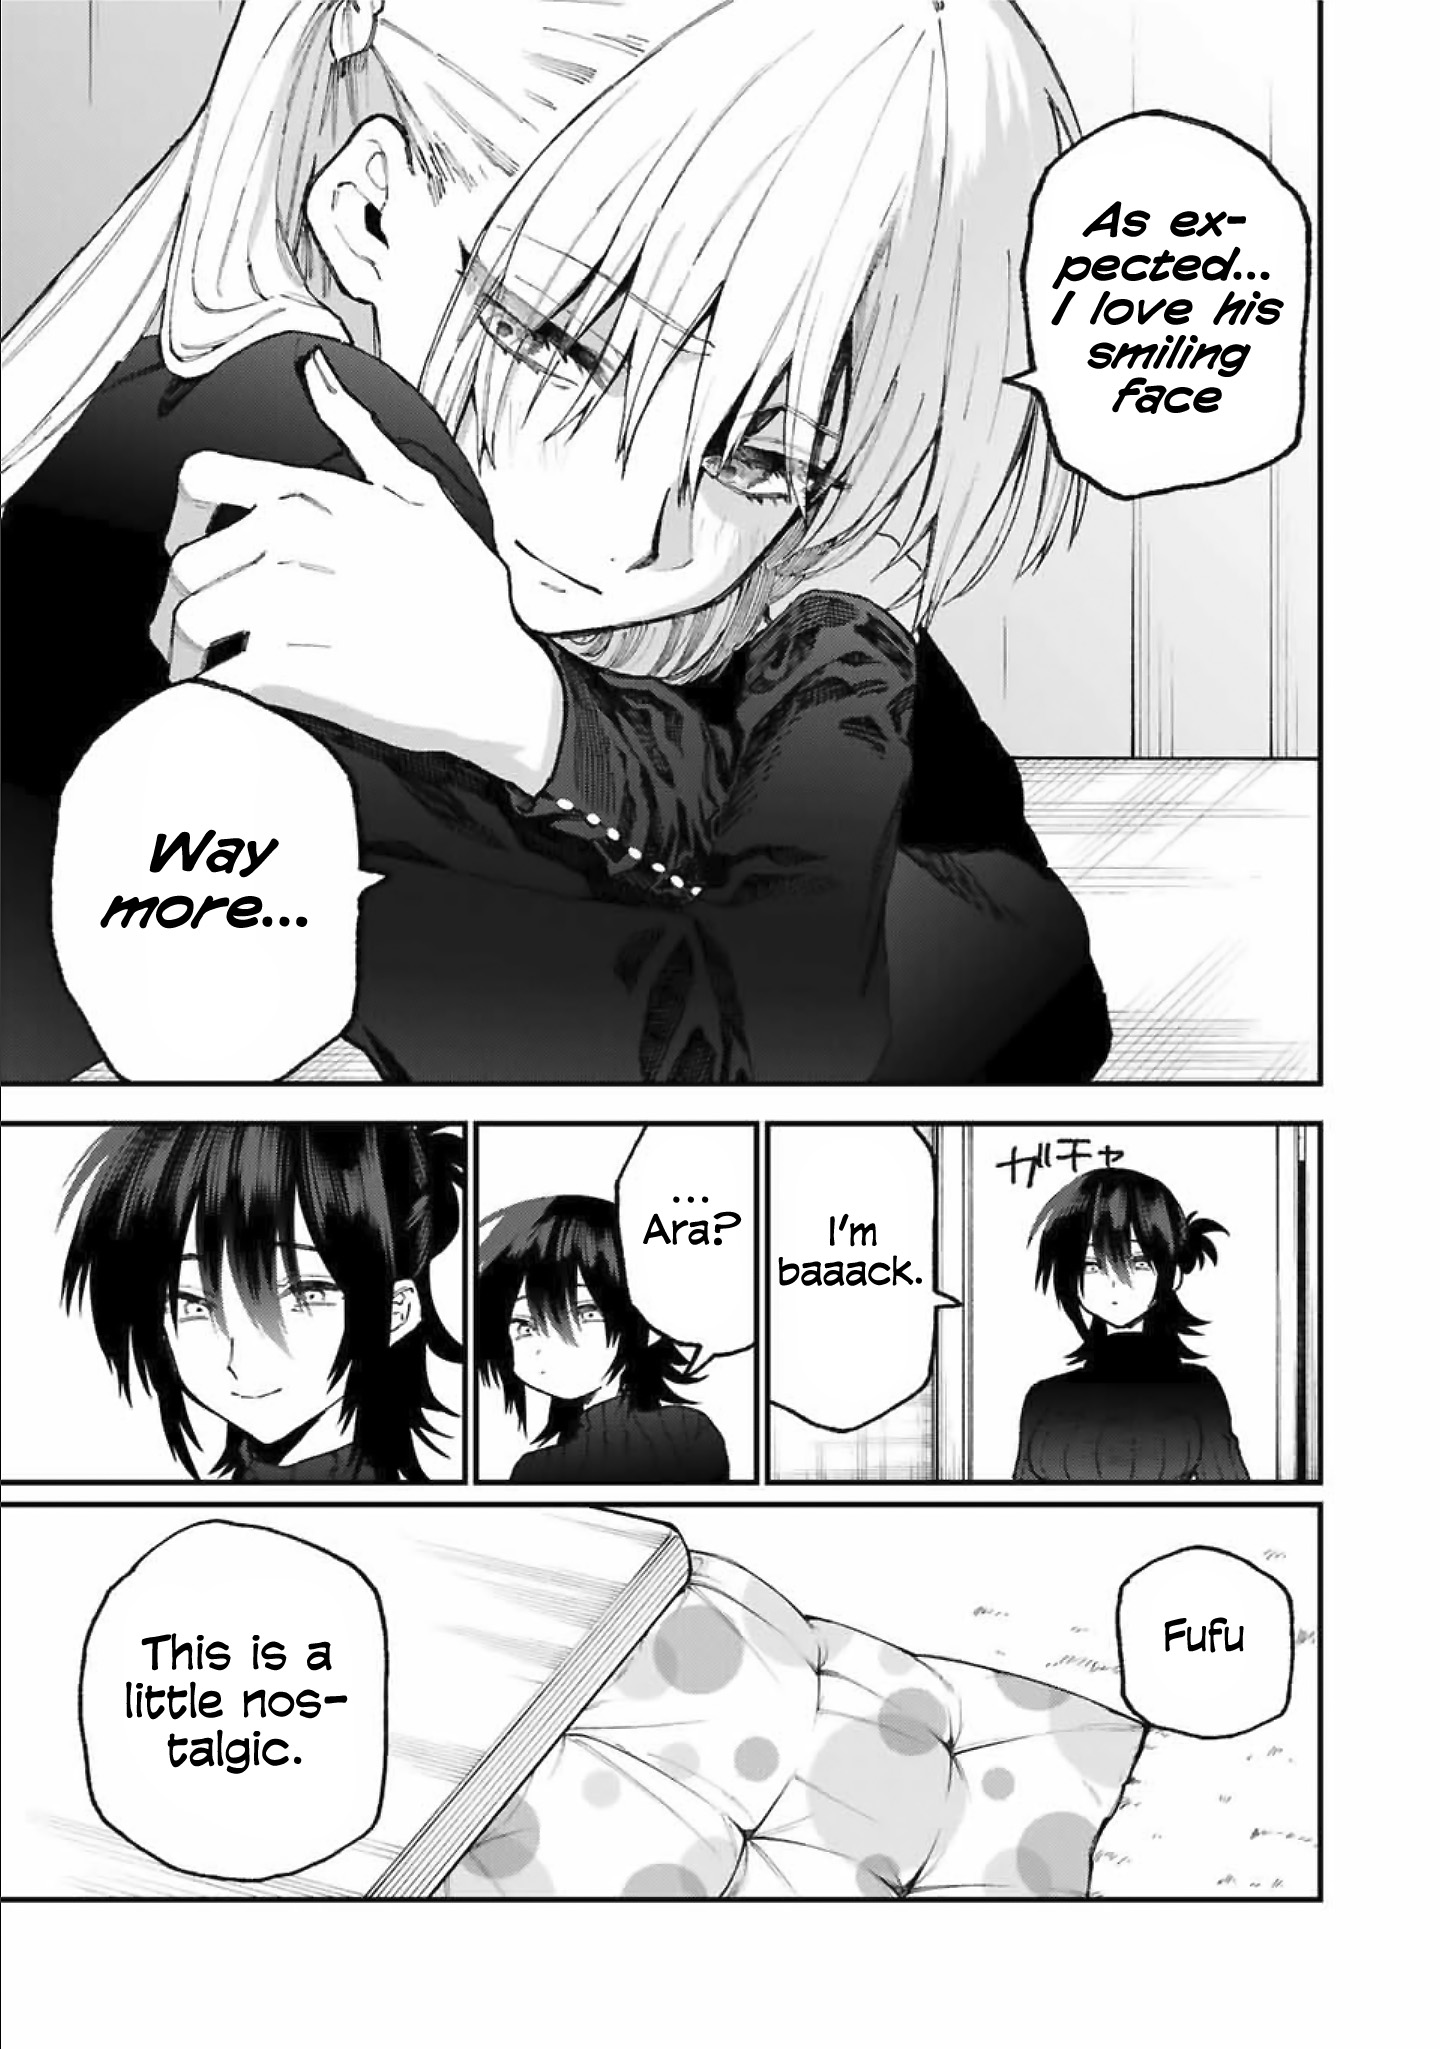 As ex-
pected...
I love his
smiling
face
Way
more...
ガチャ
I'm
baaack.
...
Ara?
Fufu
This is a
little nos-
talgic.